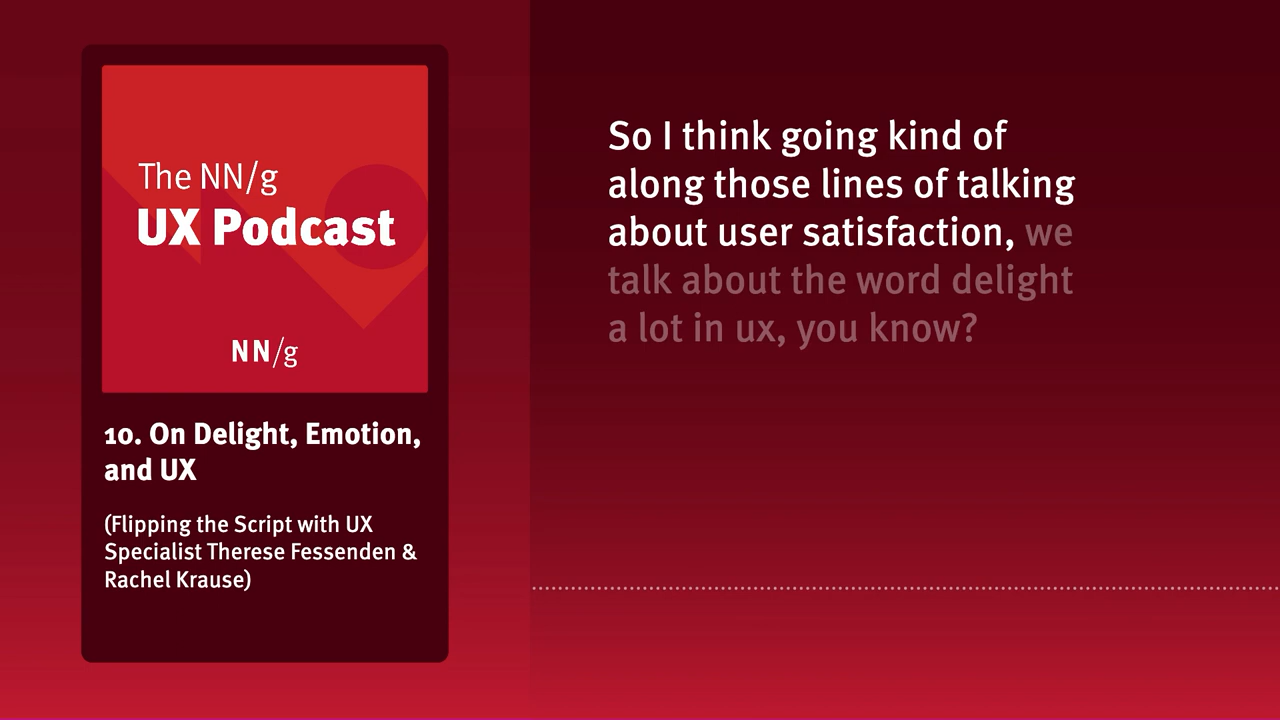 The NN/g
UX Podcast
NN/g
10. On Delight, Emotion,
and UX
(Flipping the Script with UX
Specialist Therese Fessenden &
Rachel Krause)
So I think going kind of
along those lines of talking
about user satisfaction, we
talk about the word delight
a lot in ux, you know?